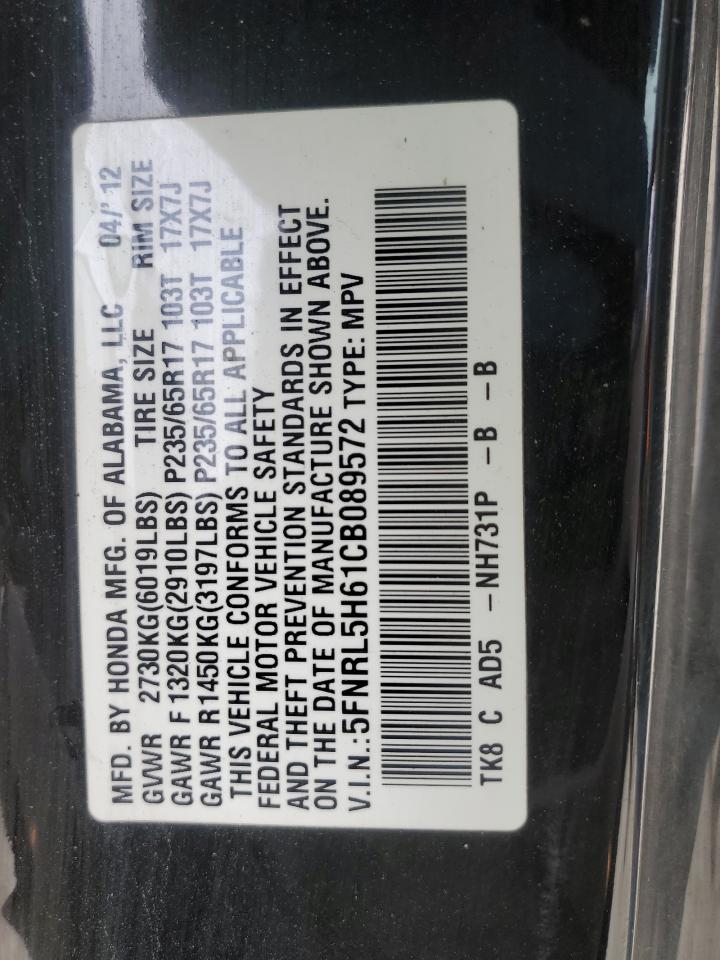 MFD. BY HONDA MFG. OF ALABAMA, LLC 04/'12
GVWR 2730KG(6019LBS) TIRE SIZE RIM SIZE
GAWR F 1320KG(2910LBS) P235/65R17 103T 17X7J
GAWR R1450KG(3197LBS) P235/65R17 103T 17X7J
THIS VEHICLE CONFORMS TO ALL APPLICABLE
FEDERAL MOTOR VEHICLE SAFETY
AND THEFT PREVENTION STANDARDS IN EFFECT
ON THE DATE OF MANUFACTURE SHOWN ABOVE.
V.I.N.:5FNRL5H61CB089572 TYPE: MPV
TK8 C AD5 -NH731P -B -B